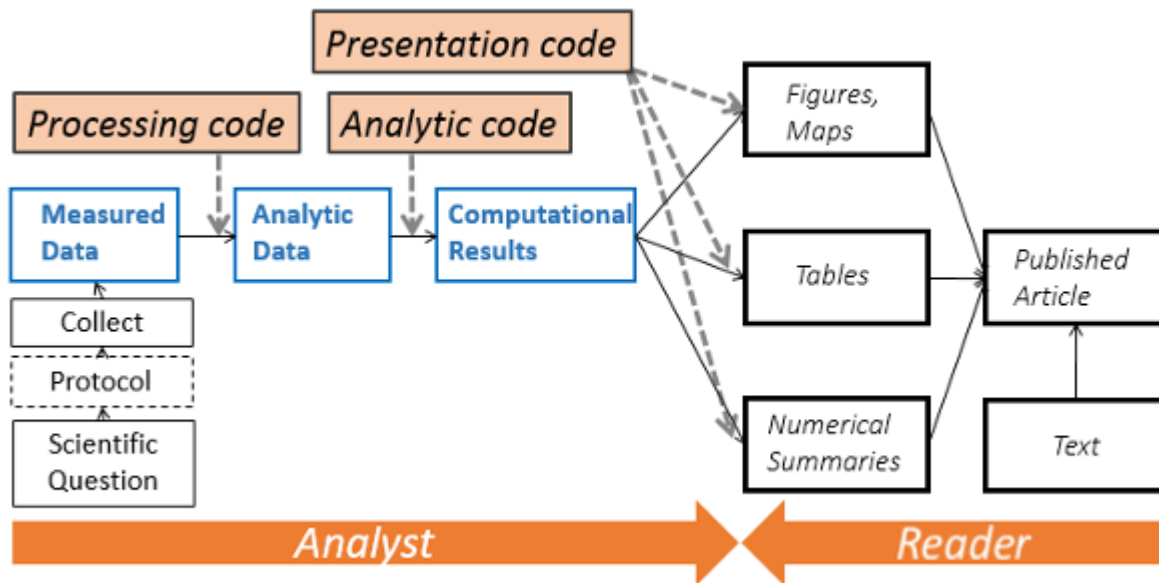 Presentation code
Processing code
Analytic code
Figures,
Maps
Measured
Data
Analytic
Data
Computational
Results
Tables
Published
Article
Collect
Protocol
Scientific
Question
Numerical
Summaries
Text
Analyst
Reader